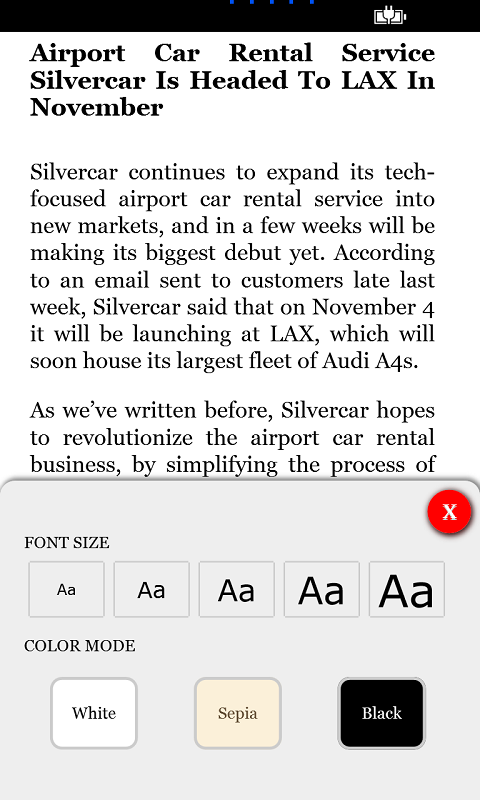 Airport Car Rental Service
Silvercar Is Headed To LAX In
November
Silvercar continues to expand its tech-
focused airport car rental service into
new markets, and in a few weeks will be
making its biggest debut yet. According
to an email sent to customers late last
week, Silvercar said that on November 4
it will be launching at LAX, which will
soon house its largest fleet of Audi A4s.
As we’ve written before, Silvercar hopes
to revolutionize the airport car rental
business, by simplifying the process of
X
FONT SIZE
Aa Aa Aa Aa Aa
COLOR MODE
White Sepia Black